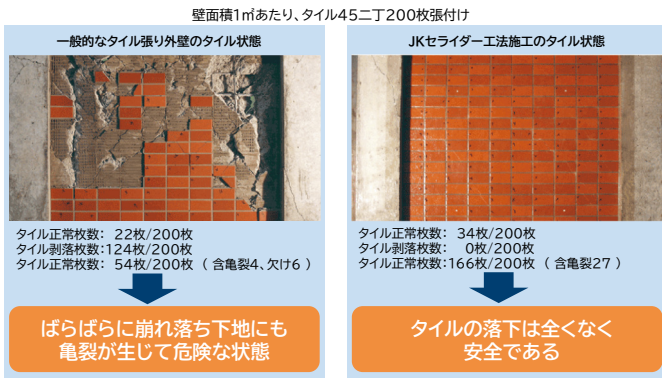 壁面積1㎡あたり、タイル45二丁200枚張付け
一般的なタイル張り外壁のタイル状態
タイル正常枚数: 22枚/200枚
タイル剥落枚数:124枚/200枚
タイル正常枚数: 54枚/200枚 ( 含亀裂4、欠け6 )
ばらばらに崩れ落ち下地にも
亀裂が生じて危険な状態
JKセライダー工法施工のタイル状態
タイル正常枚数: 34枚/200枚
タイル剥落枚数: 0枚/200枚
タイル正常枚数:166枚/200枚 ( 含亀裂27 )
タイルの落下は全くなく
安全である